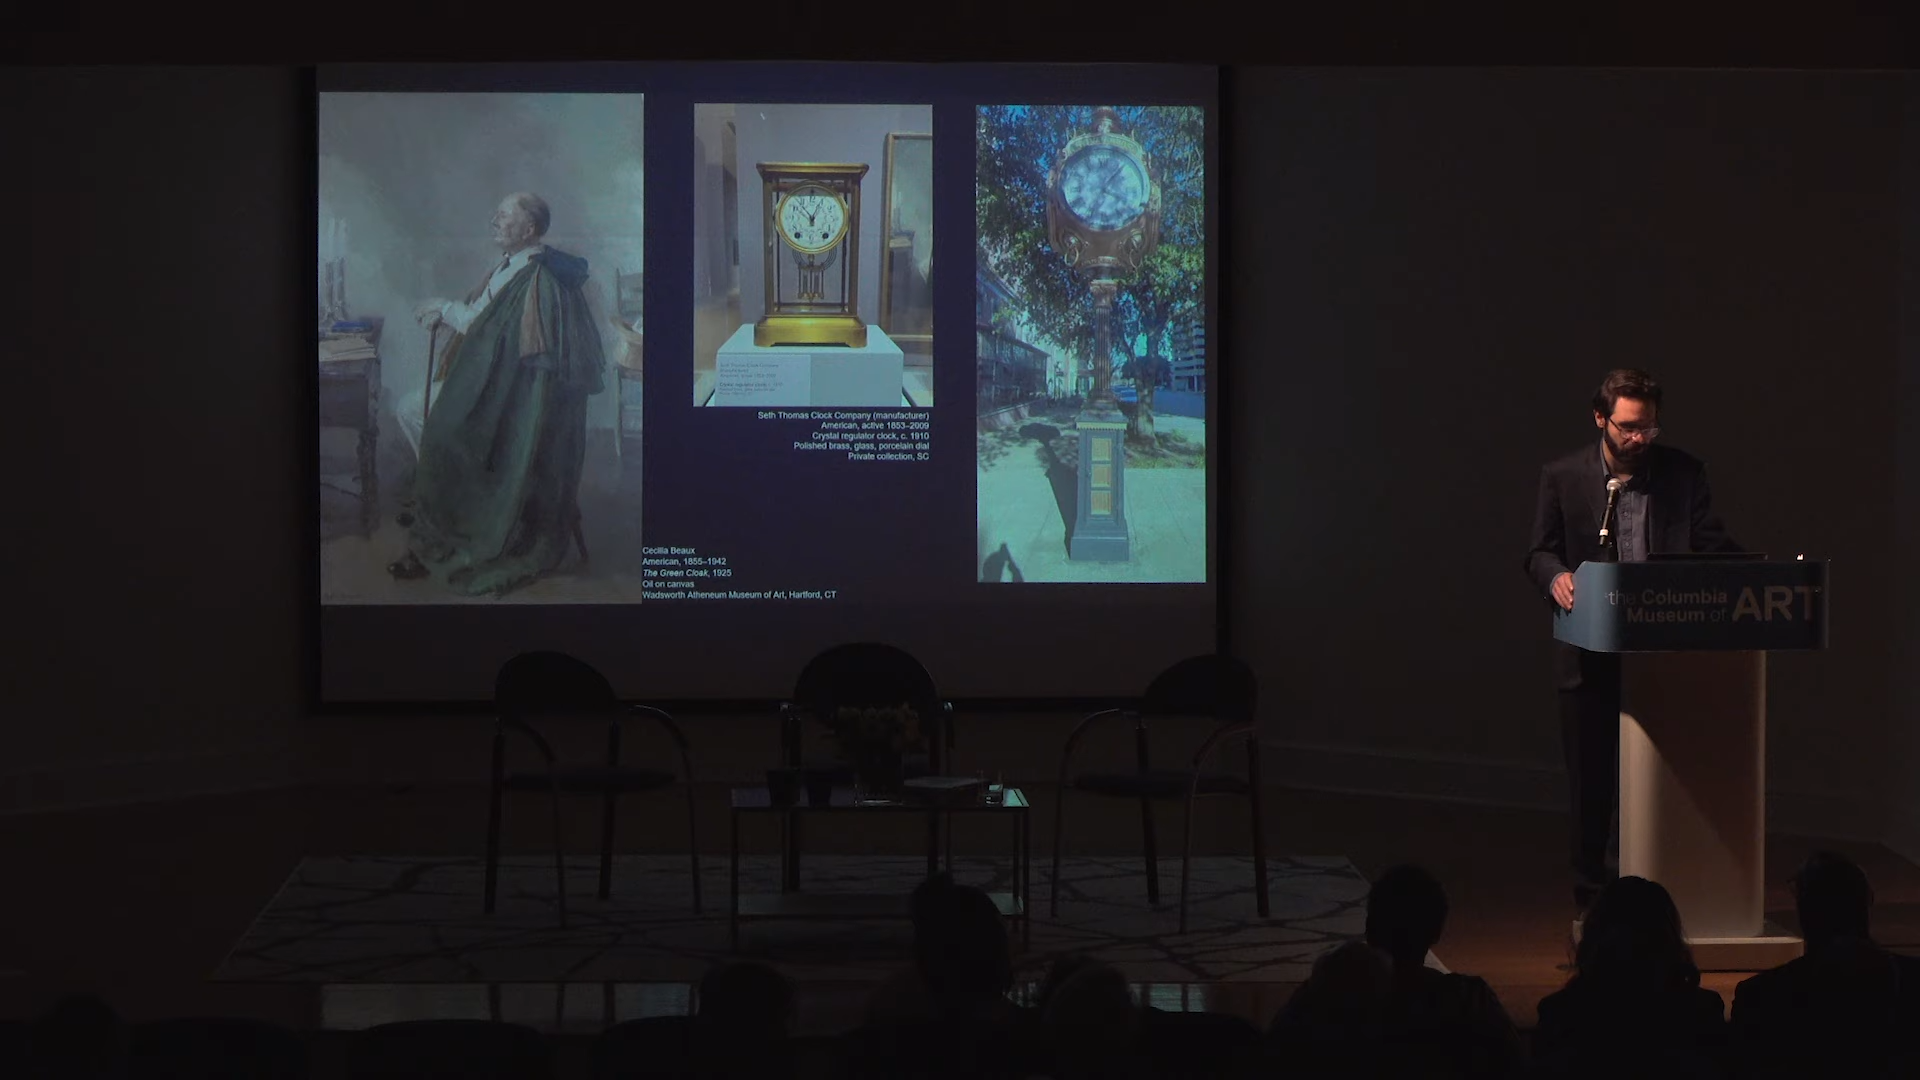 Seth Thomas Clock Company (manufacturer)
American, active 1853–2009
Crystal regulator clock, c. 1910
Polished brass, glass, porcelain dial
Private collection, SC
Cecilia Beaux
American, 1855–1942
The Green Cloak, 1925
Oil on canvas
Wadsworth Atheneum Museum of Art, Hartford, CT
the Columbia
Museum of ART